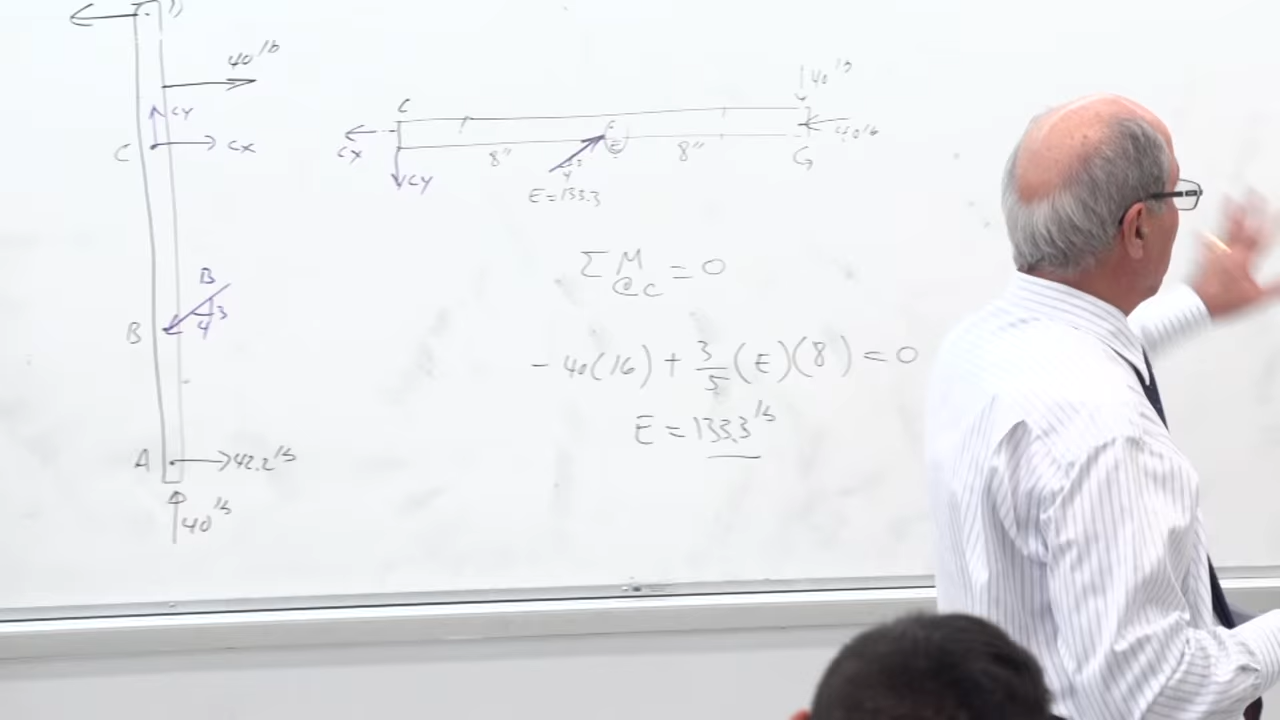 40 lb
CY
C
CX
B
B
3
4
A
42.2 lb
40 lb
C
CX
CY
8"
E
3
4
E=133.3
8"
40 lb
40 lb
G
ΣM@C = 0
-40(16) + 3/5 (E)(8) = 0
E = 133.3 lb